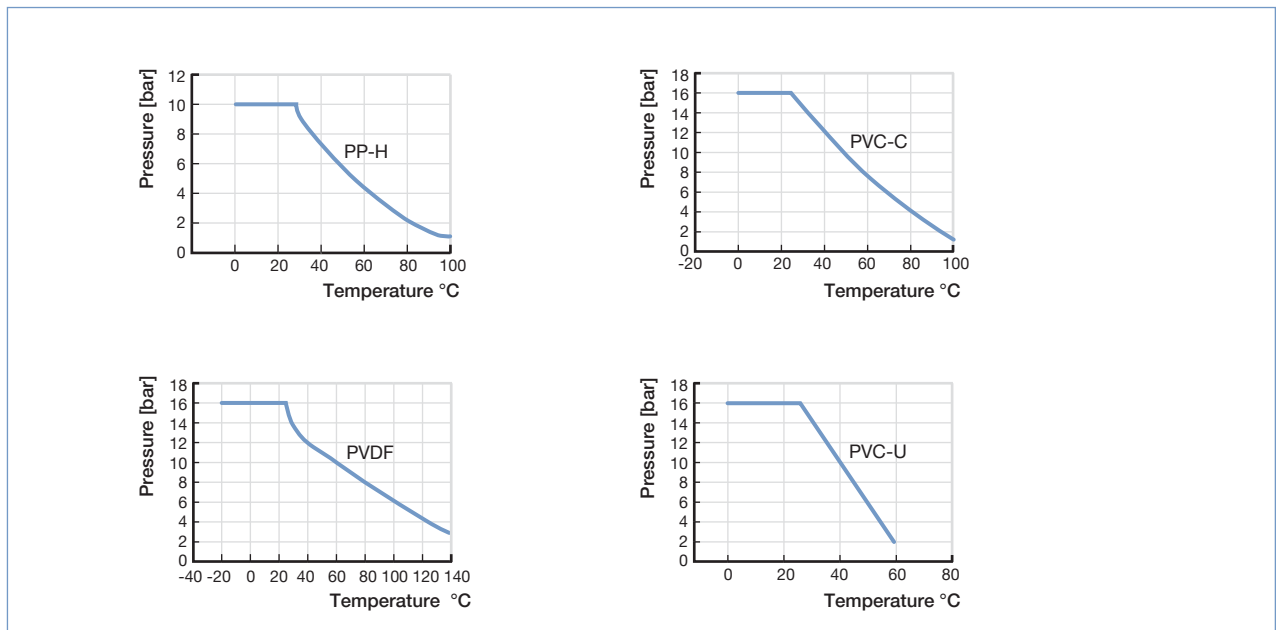 Pressure [bar]
12
10
8
6
4
2
0
PP-H
0 20 40 60 80 100
Temperature °C
Pressure [bar]
18
16
14
12
10
8
6
4
2
0
PVC-C
-20 0 20 40 60 80 100
Temperature °C
Pressure [bar]
18
16
14
12
10
8
6
4
2
0
PVDF
-40 -20 0 20 40 60 80 100 120 140
Temperature °C
Pressure [bar]
18
16
14
12
10
8
6
4
2
0
PVC-U
0 20 40 60 80
Temperature °C